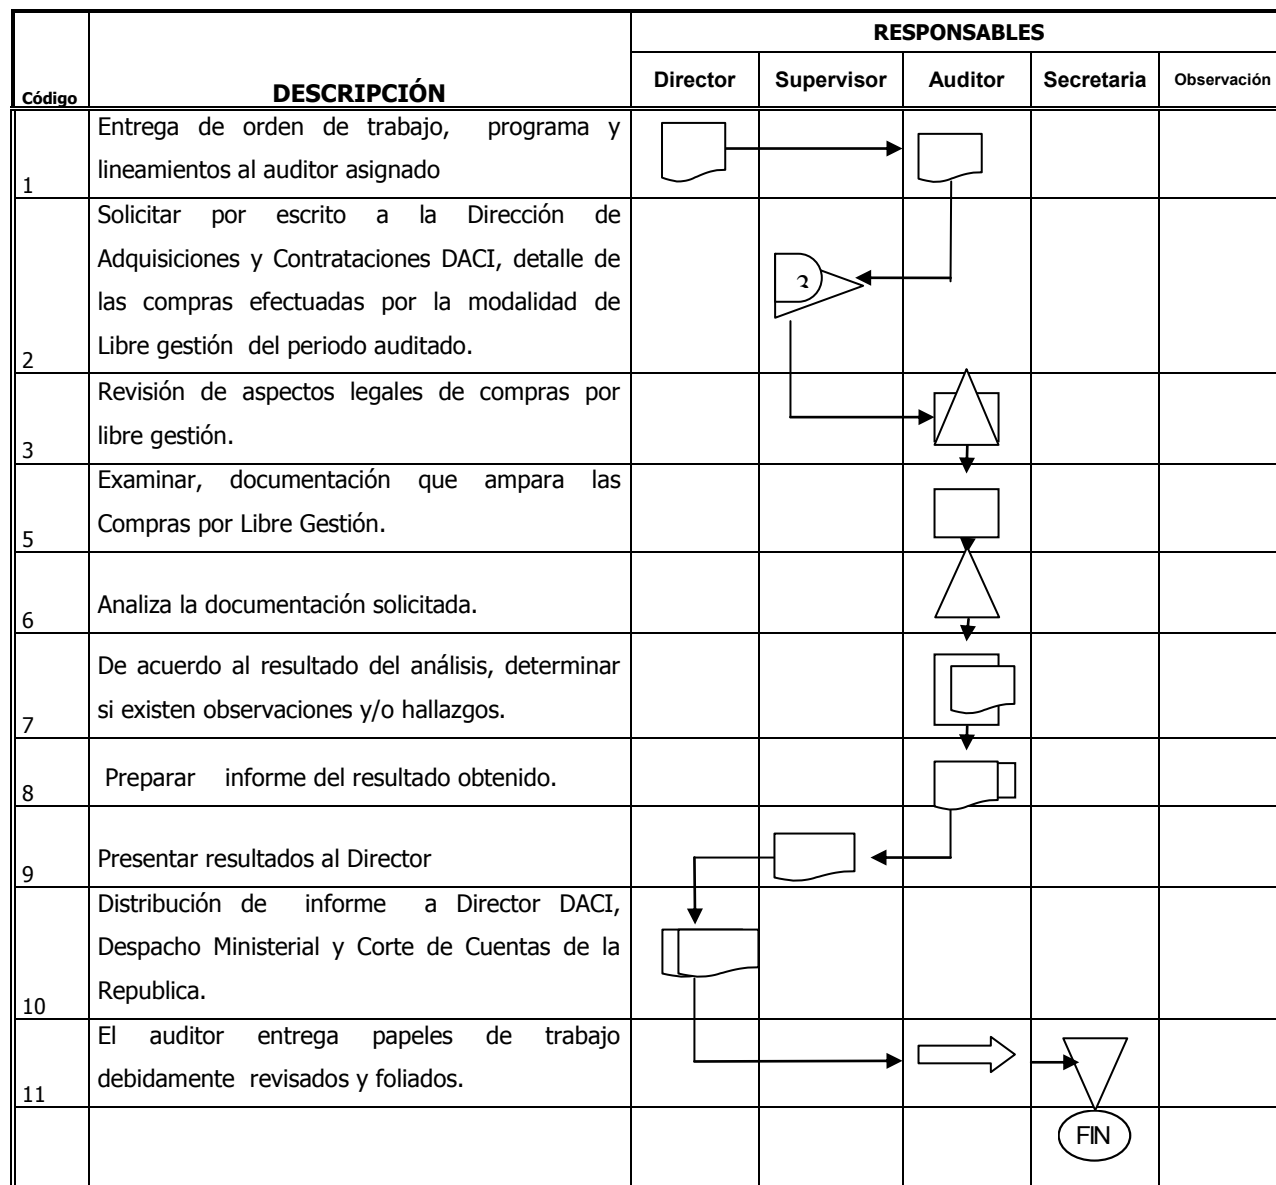 RESPONSABLES
Código
DESCRIPCIÓN
Director
Supervisor
Auditor
Secretaria
Observación
1
Entrega de orden de trabajo, programa y
lineamientos al auditor asignado
2
Solicitar por escrito a la Dirección de
Adquisiciones y Contrataciones DACI, detalle de
las compras efectuadas por la modalidad de
Libre gestión del periodo auditado.
3
Revisión de aspectos legales de compras por
libre gestión.
5
Examinar, documentación que ampara las
Compras por Libre Gestión.
6
Analiza la documentación solicitada.
7
De acuerdo al resultado del análisis, determinar
si existen observaciones y/o hallazgos.
8
Preparar informe del resultado obtenido.
9
Presentar resultados al Director
10
Distribución de informe a Director DACI,
Despacho Ministerial y Corte de Cuentas de la
Republica.
11
El auditor entrega papeles de trabajo
debidamente revisados y foliados.
FIN